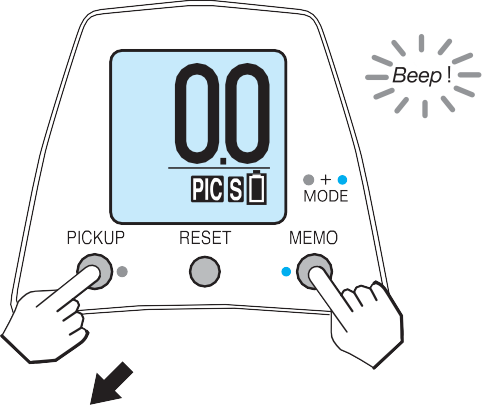 Beep!
0.0
PIC S
+
MODE
PICKUP RESET MEMO